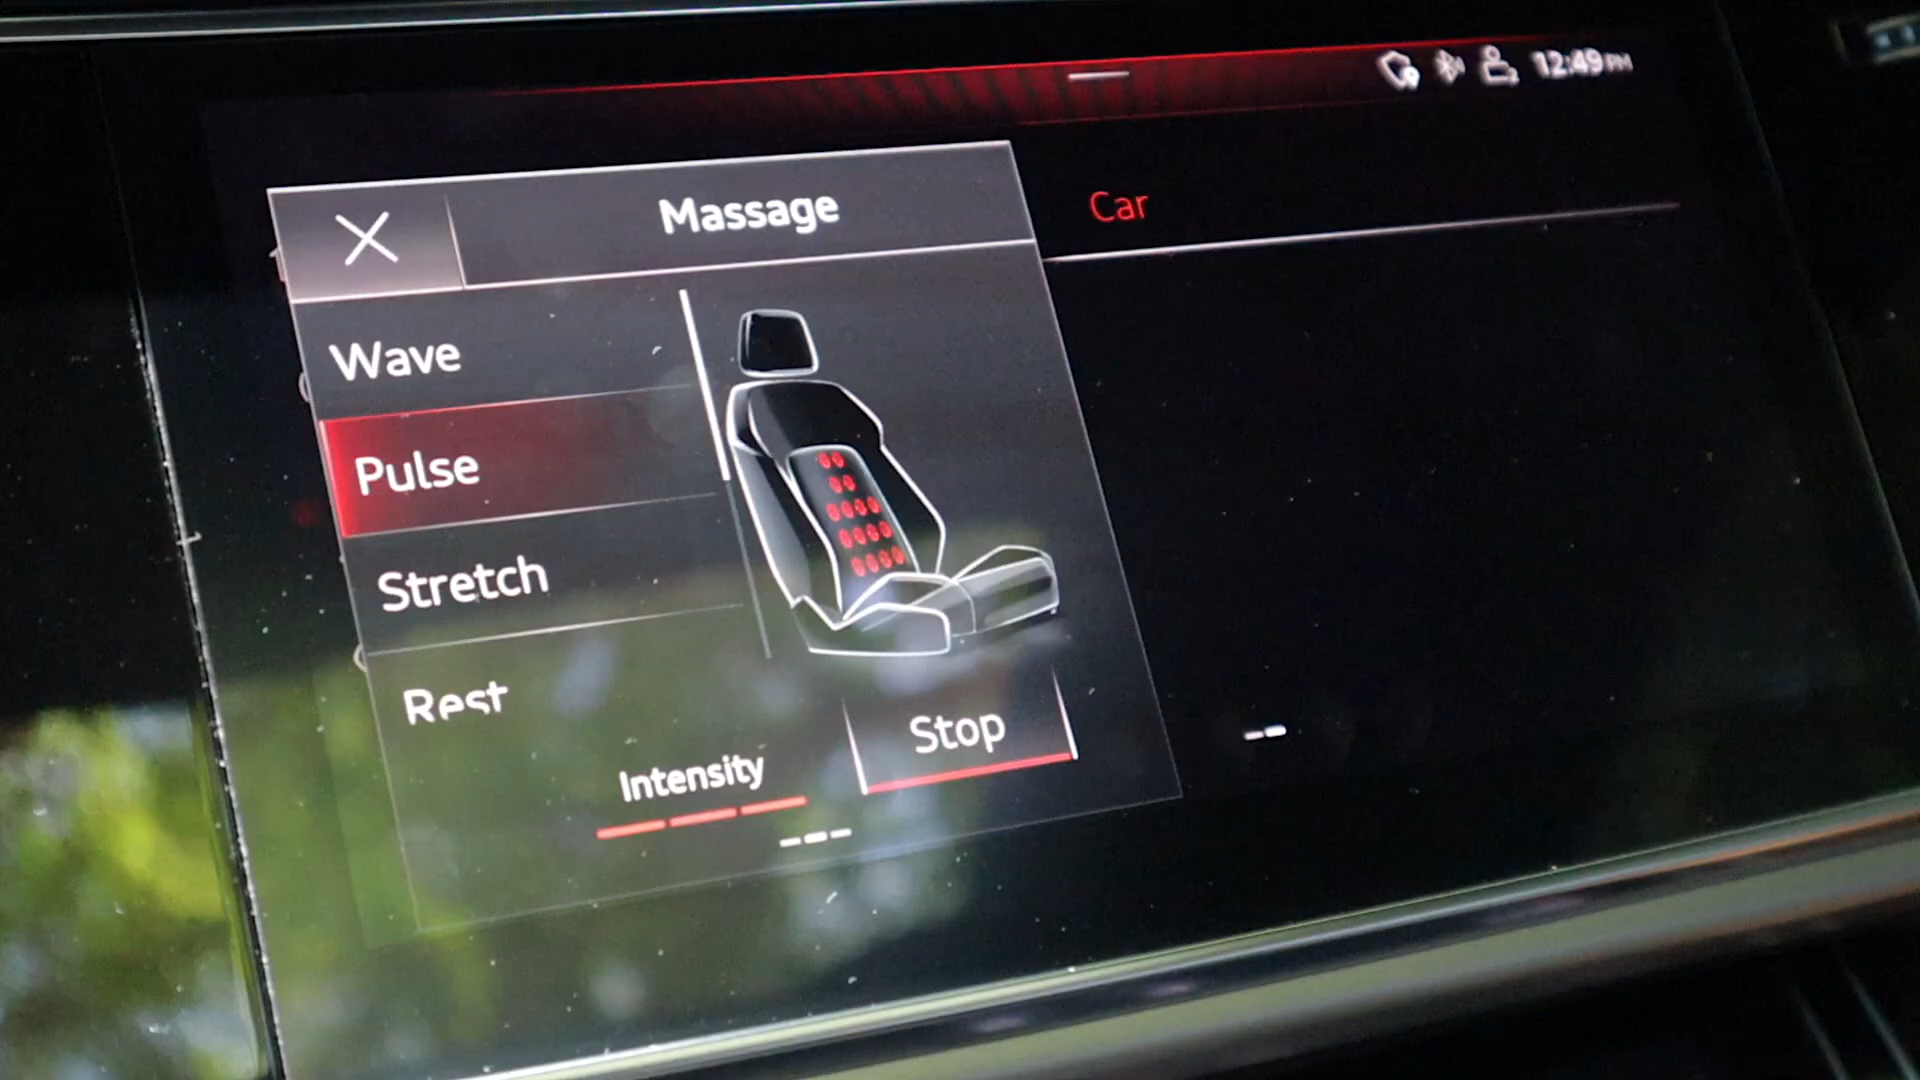 12:49 PM
Massage
Car
Wave
Pulse
Stretch
Rest
Stop
Intensity